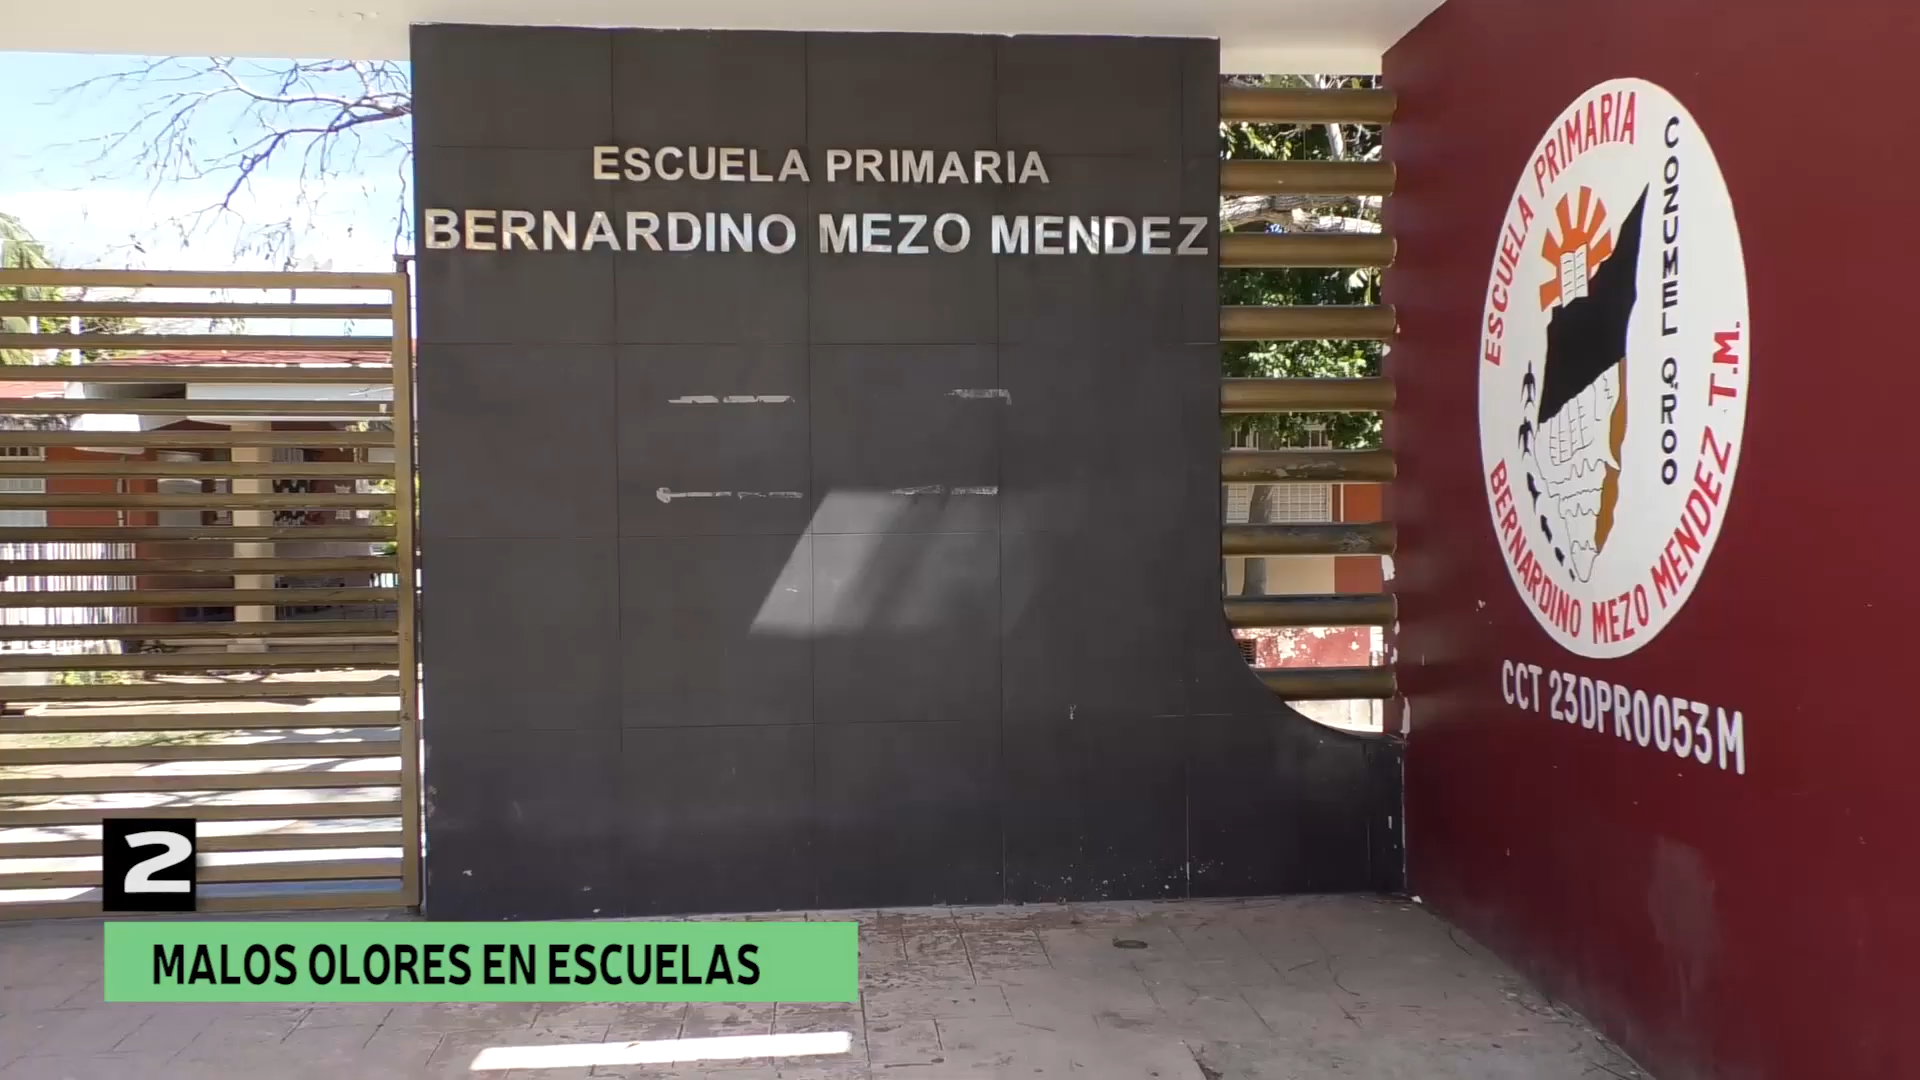 ESCUELA PRIMARIA
BERNARDINO MEZO MENDEZ
ESCUELA PRIMARIA
COZUMEL Q,ROO
BERNARDINO MEZO MENDEZ T.M.
CCT 23DPR0053M
2
MALOS OLORES EN ESCUELAS